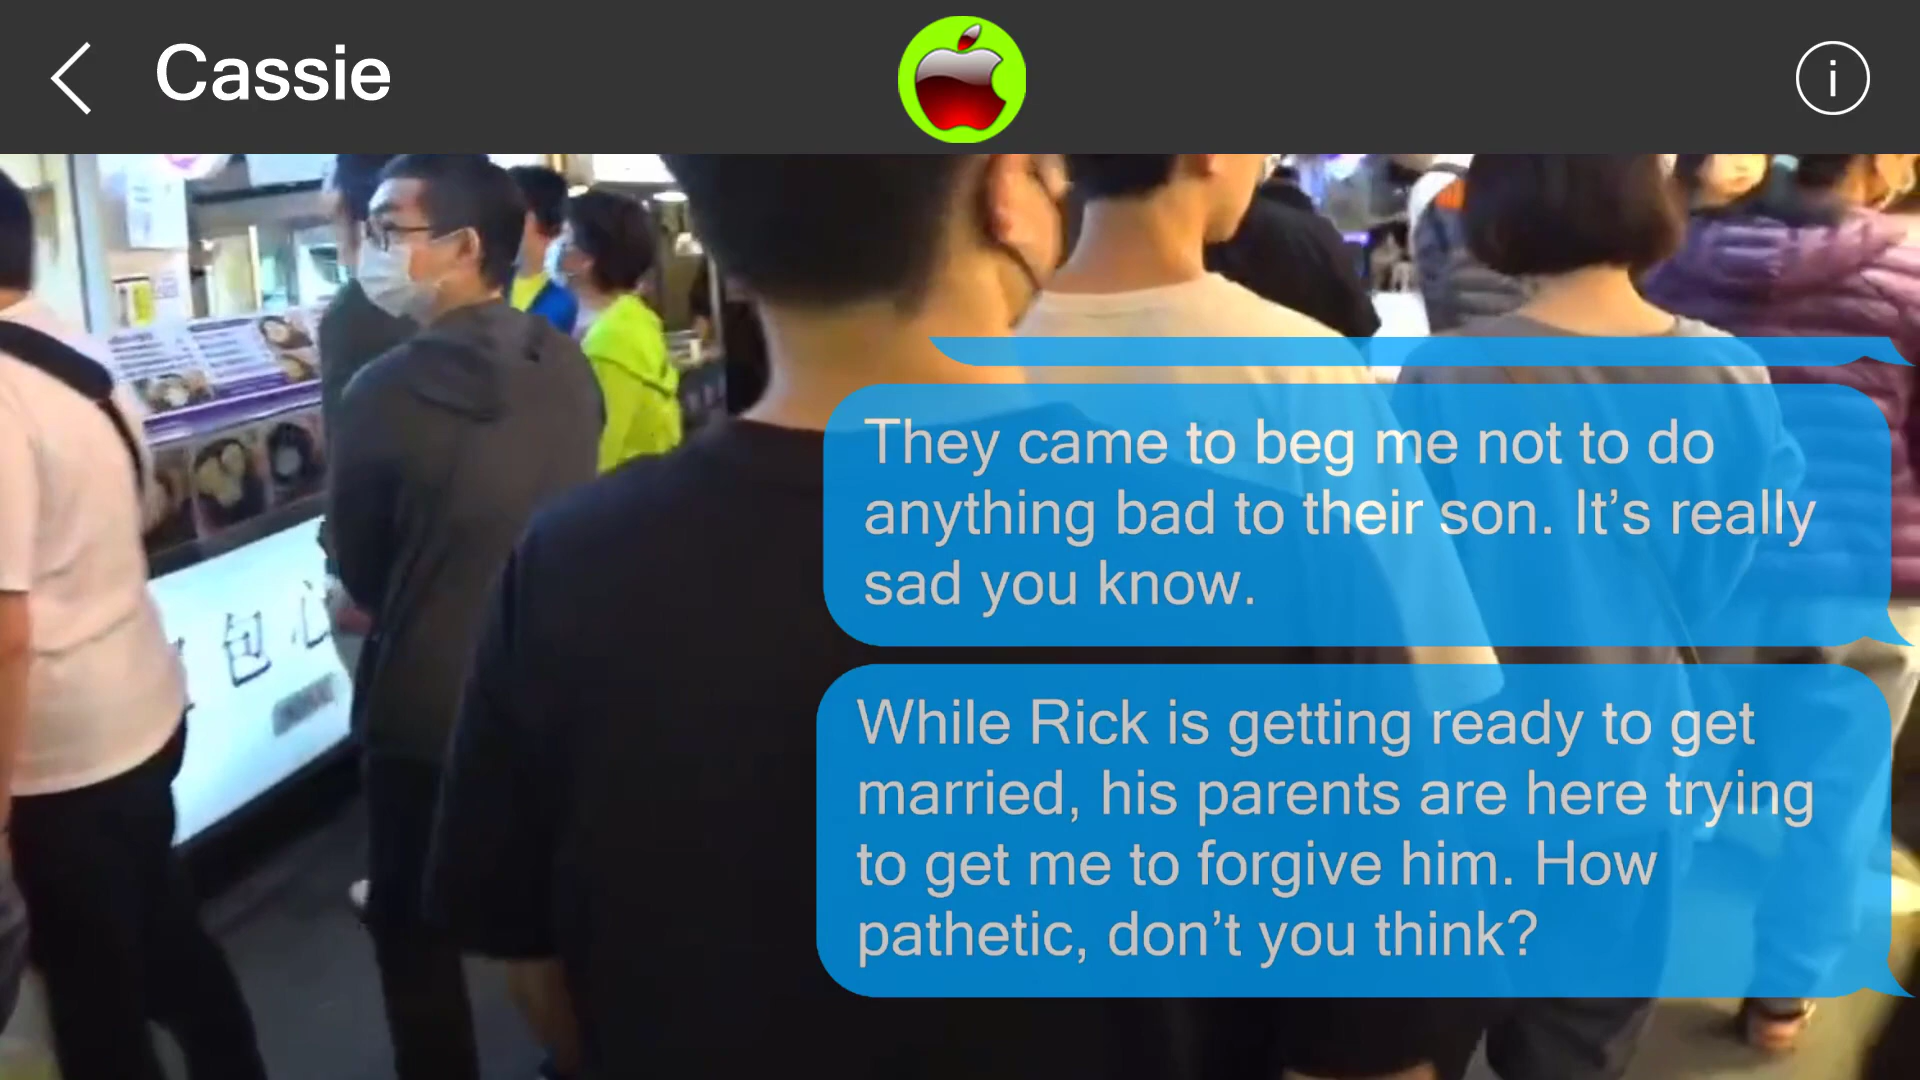 Cassie
They came to beg me not to do
anything bad to their son. It’s really
sad you know.
While Rick is getting ready to get
married, his parents are here trying
to get me to forgive him. How
pathetic, don’t you think?
包心